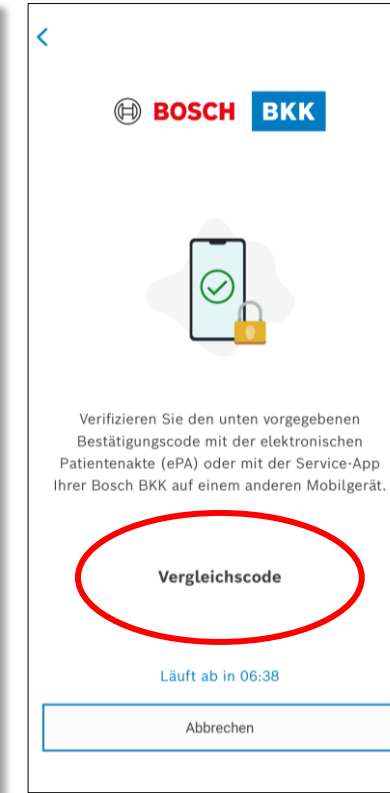 BOSCH BKK
Verifizieren Sie den unten vorgegebenen
Bestätigungscode mit der elektronischen
Patientenakte (ePA) oder mit der Service-App
Ihrer Bosch BKK auf einem anderen Mobilgerät.
Vergleichscode
Läuft ab in 06:38
Abbrechen